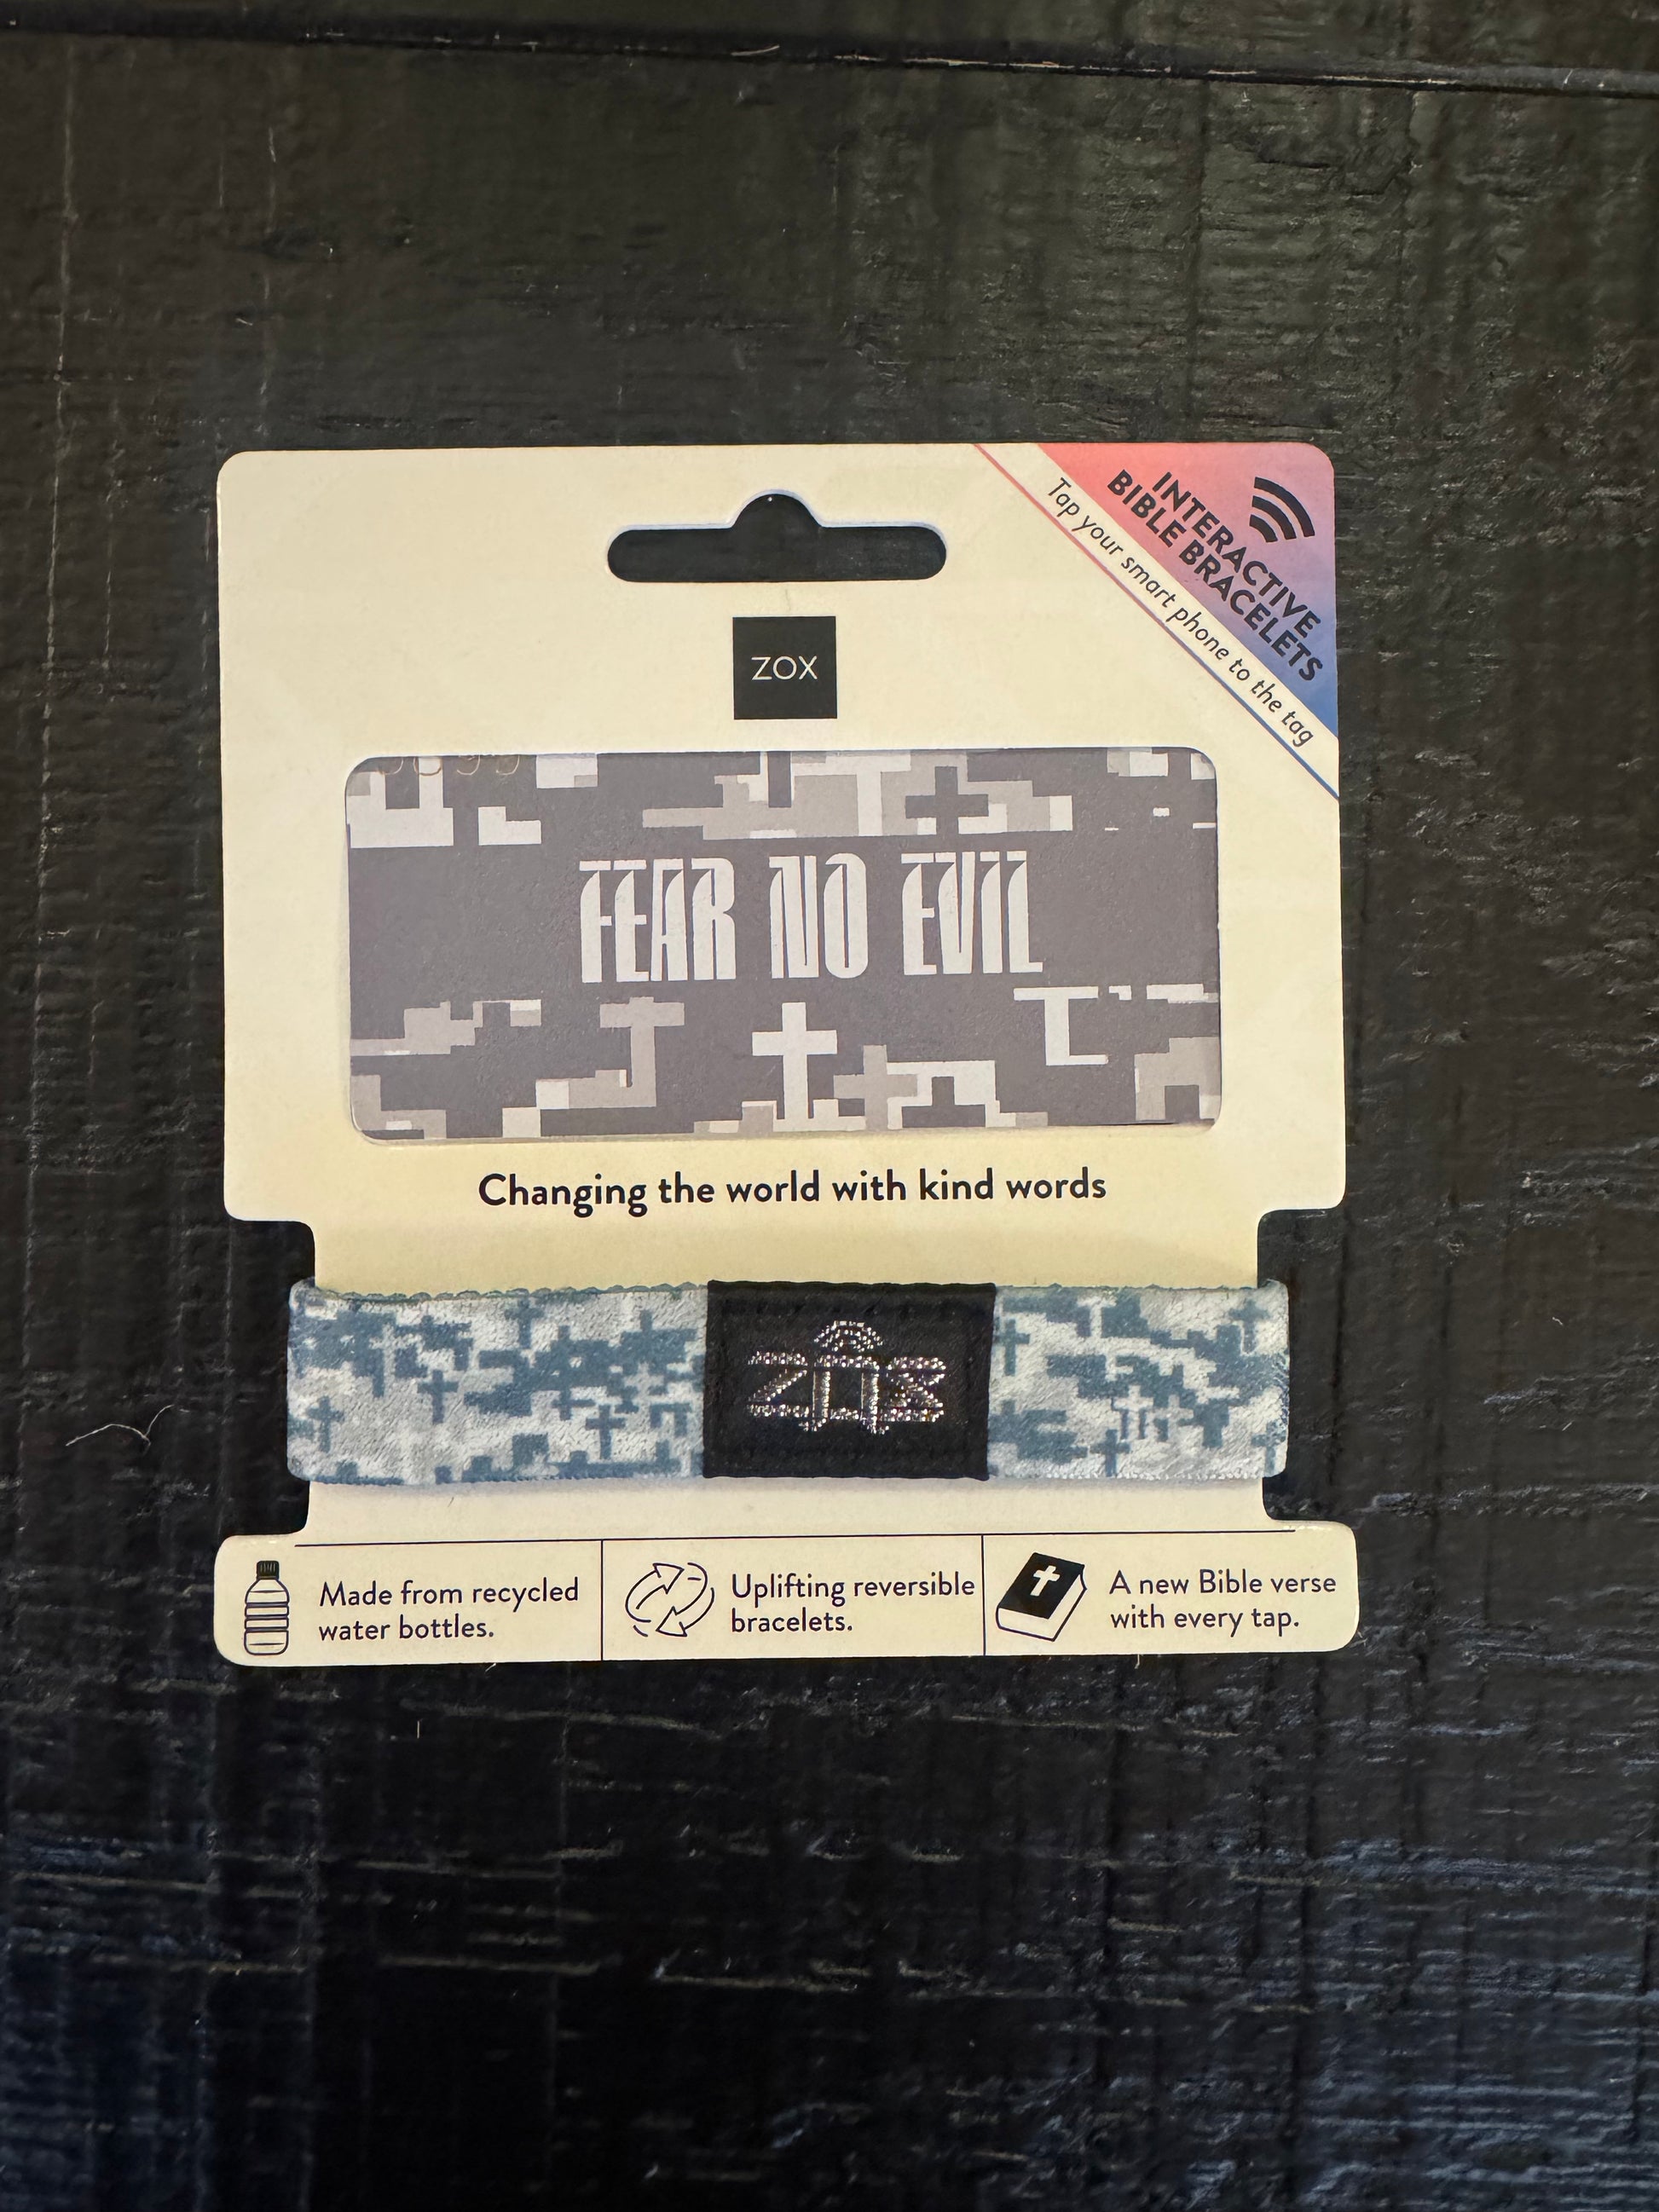 INTERACTIVE
BIBLE BRACELETS
Tap your smart phone to the tag
ZOX
FEAR NO EVIL
Changing the world with kind words
Made from recycled
water bottles.
Uplifting reversible
bracelets.
A new Bible verse
with every tap.